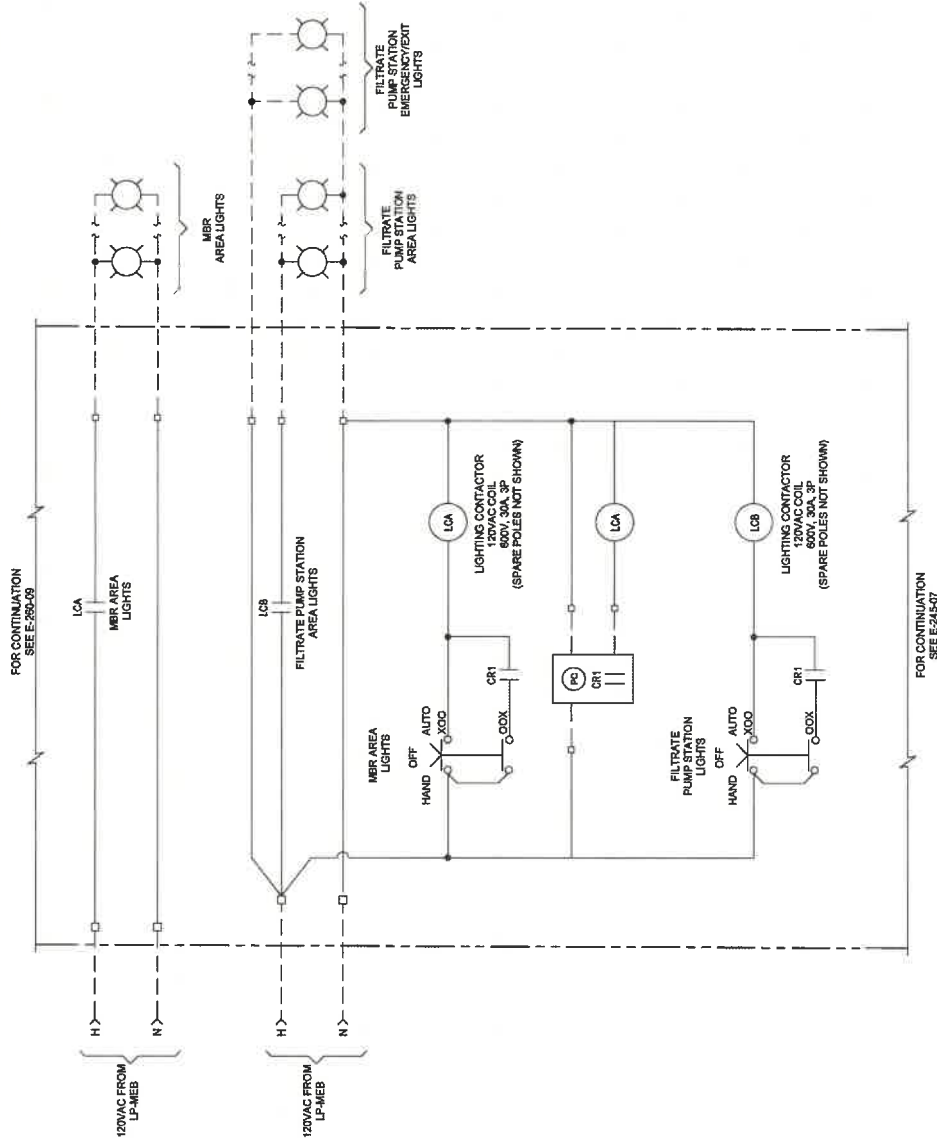 FOR CONTINUATION
SEE E-260-09
120VAC FROM
LP-MEB
H
N
LCA
MBR AREA
LIGHTS
MBR
AREA LIGHTS
120VAC FROM
LP-MEB
H
N
LCB
FILTRATE PUMP STATION
AREA LIGHTS
FILTRATE
PUMP STATION
AREA LIGHTS
FILTRATE
PUMP STATION
EMERGENCY/EXIT
LIGHTS
MBR AREA
LIGHTS
HAND
OFF
AUTO
XOO
OOX
CR1
LCA
LIGHTING CONTACTOR
120VAC COIL
600V, 30A, 3P
(SPARE POLES NOT SHOWN)
PC
CR1
LCA
FILTRATE
PUMP STATION
LIGHTS
HAND
OFF
AUTO
XOO
OOX
CR1
LCB
LIGHTING CONTACTOR
120VAC COIL
600V, 30A, 3P
(SPARE POLES NOT SHOWN)
FOR CONTINUATION
SEE E-245-07